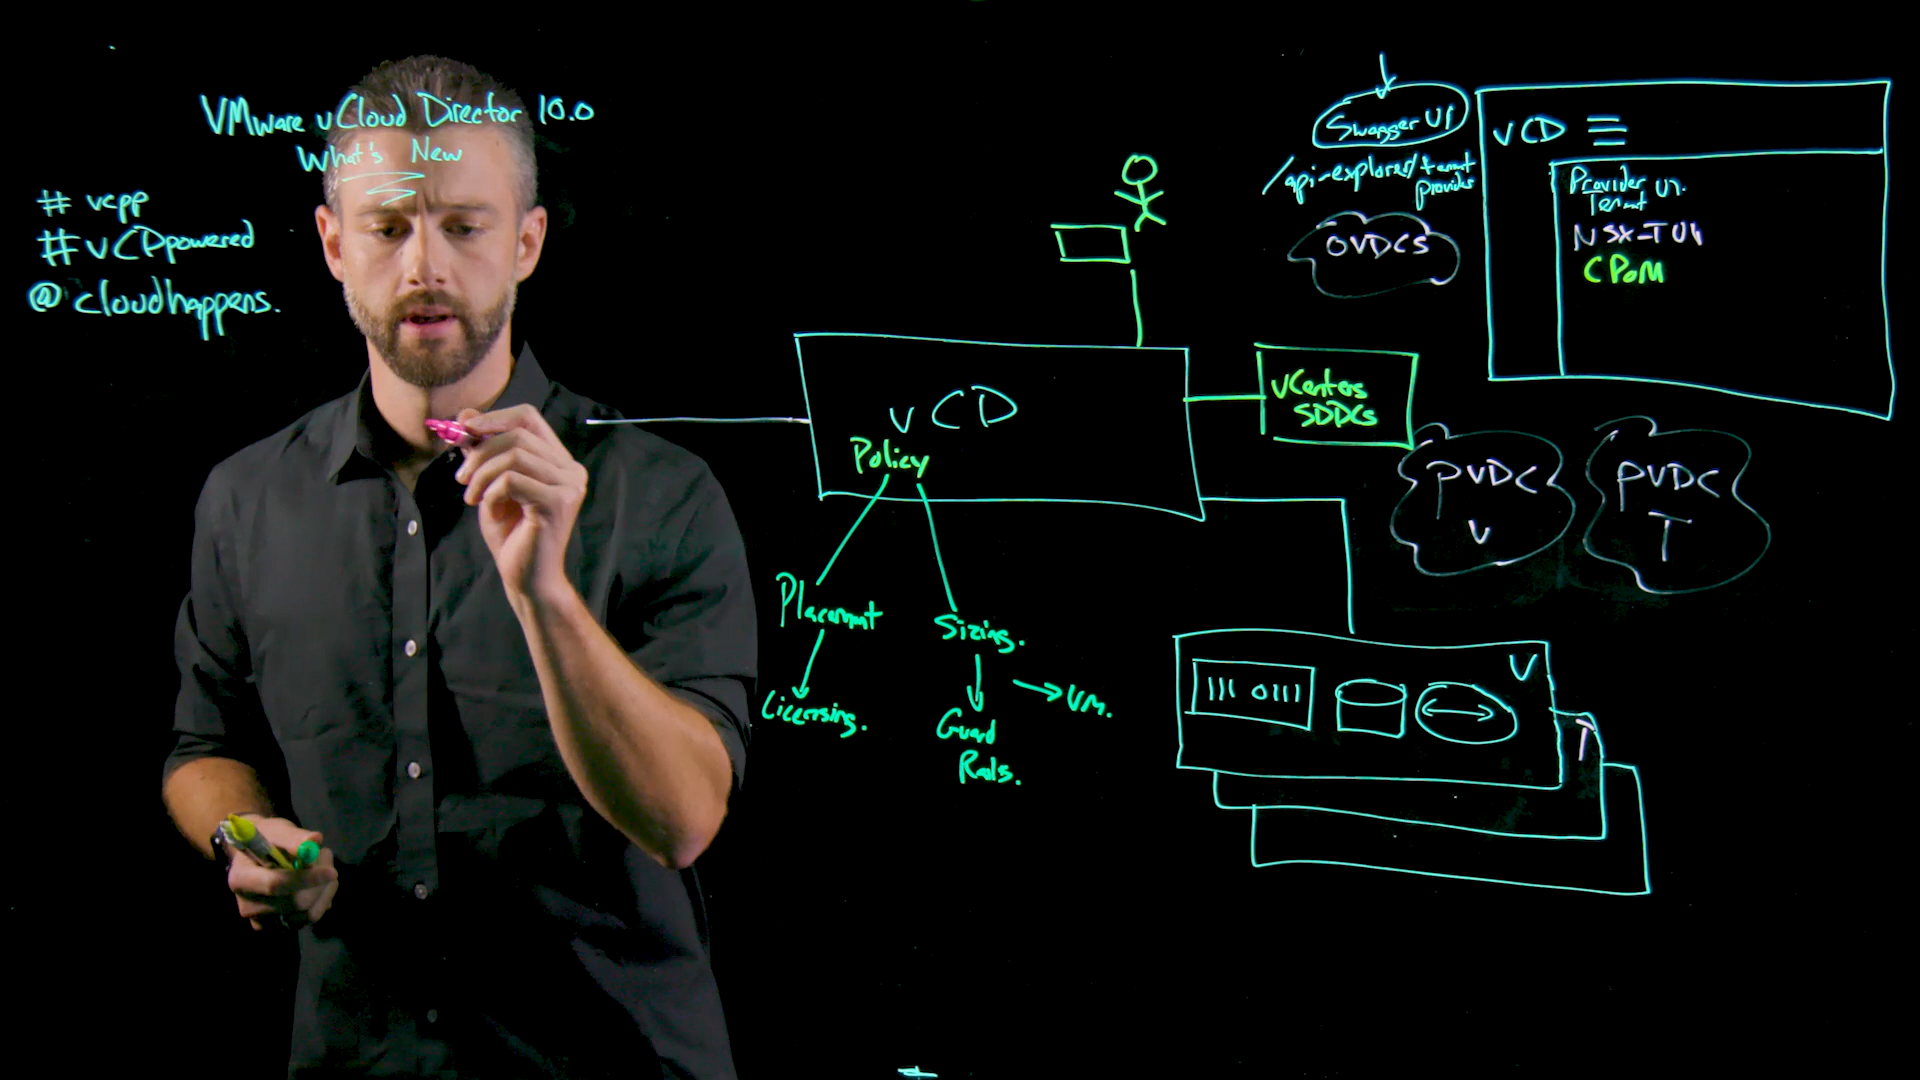 VMware vCloud Director 10.0
What's New
# vcpp
# vCDpowered
@cloudhappens.
Swagger UI
/api-explorer/tenant
provider
OVDCs
VCD
Provider UI.
Tenant
NSX-T UI
CPOM
vCD
Policy
vCenters
SDDCs
PVDC
V
PVDC
T
Placement
Sizing.
Licensing.
VM.
Guard
Rails.
V
T